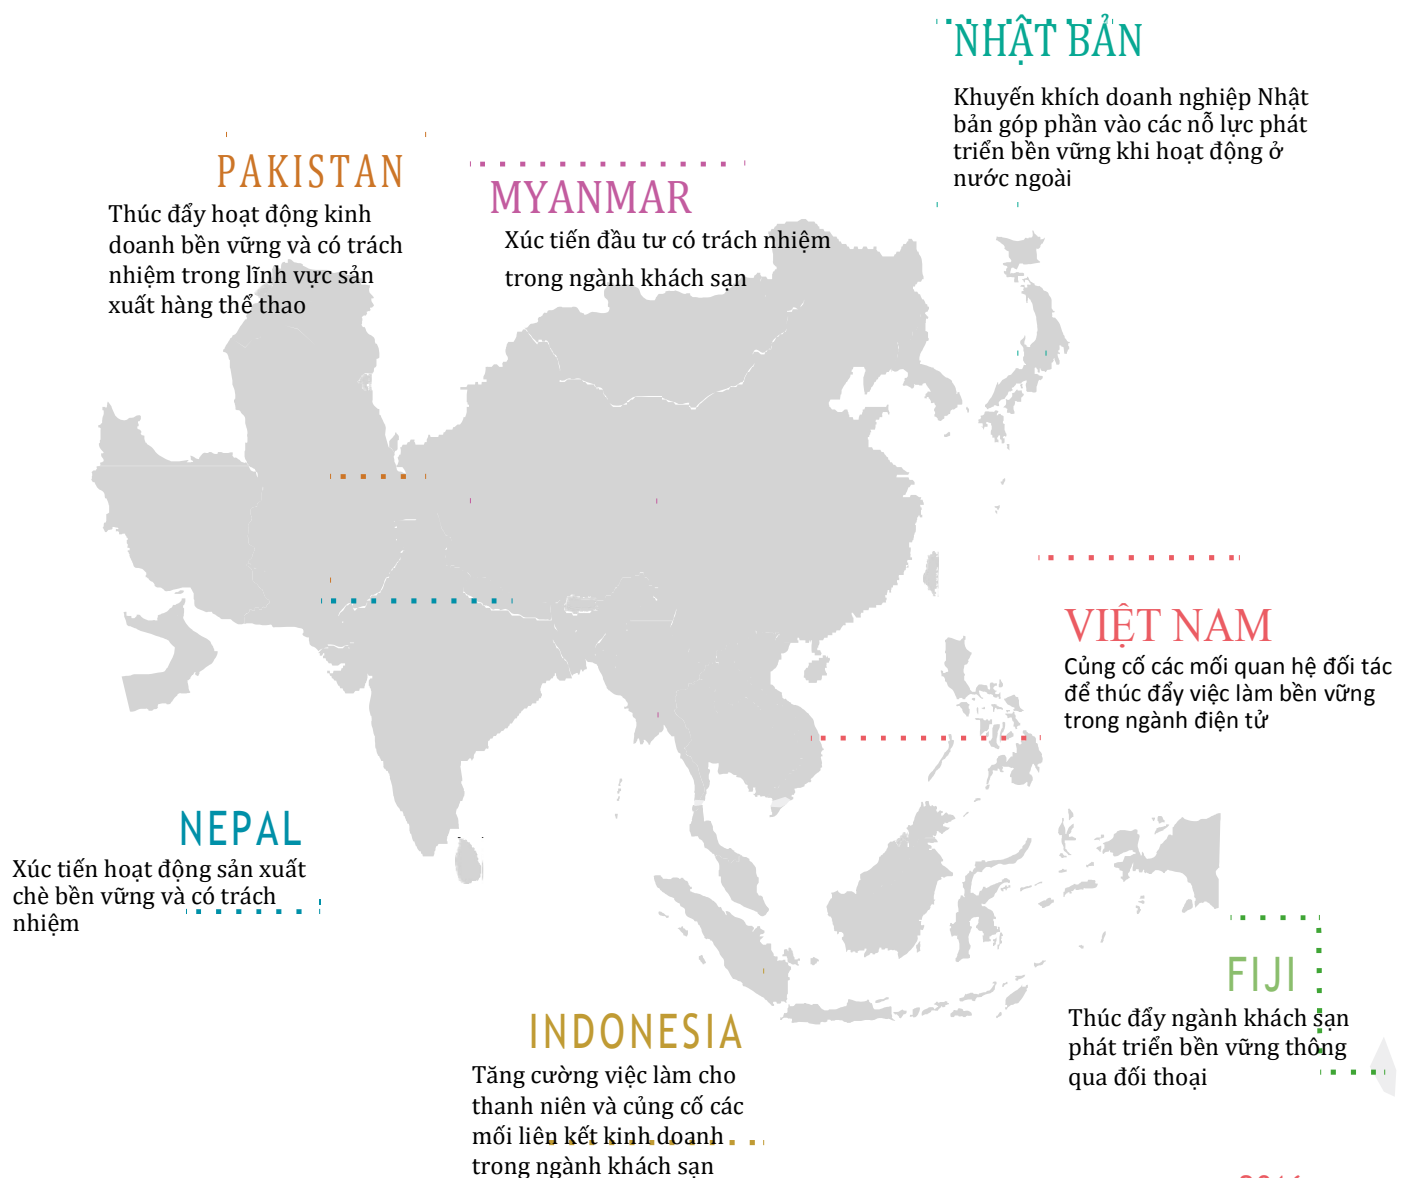 NHẬT BẢN
Khuyến khích doanh nghiệp Nhật
bản góp phần vào các nỗ lực phát
triển bền vững khi hoạt động ở
nước ngoài
PAKISTAN
Thúc đẩy hoạt động kinh
doanh bền vững và có trách
nhiệm trong lĩnh vực sản
xuất hàng thể thao
MYANMAR
Xúc tiến đầu tư có trách nhiệm
trong ngành khách sạn
VIỆT NAM
Củng cố các mối quan hệ đối tác
để thúc đẩy việc làm bền vững
trong ngành điện tử
NEPAL
Xúc tiến hoạt động sản xuất
chè bền vững và có trách
nhiệm
FIJI
Thúc đẩy ngành khách sạn
phát triển bền vững thông
qua đối thoại
INDONESIA
Tăng cường việc làm cho
thanh niên và củng cố các
mối liên kết kinh doanh
trong ngành khách sạn